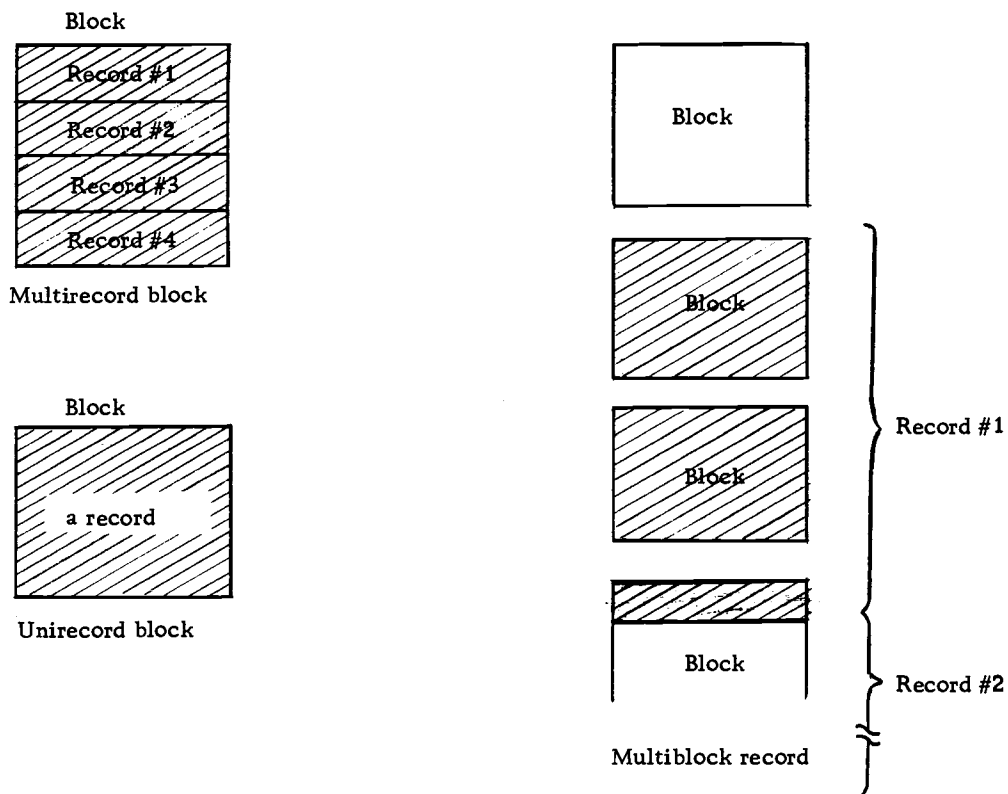 Block
Record #1
Record #2
Record #3
Record #4
Multirecord block
Block
a record
Unirecord block
Block
Block
Block
Block
Multiblock record
Record #1
Record #2